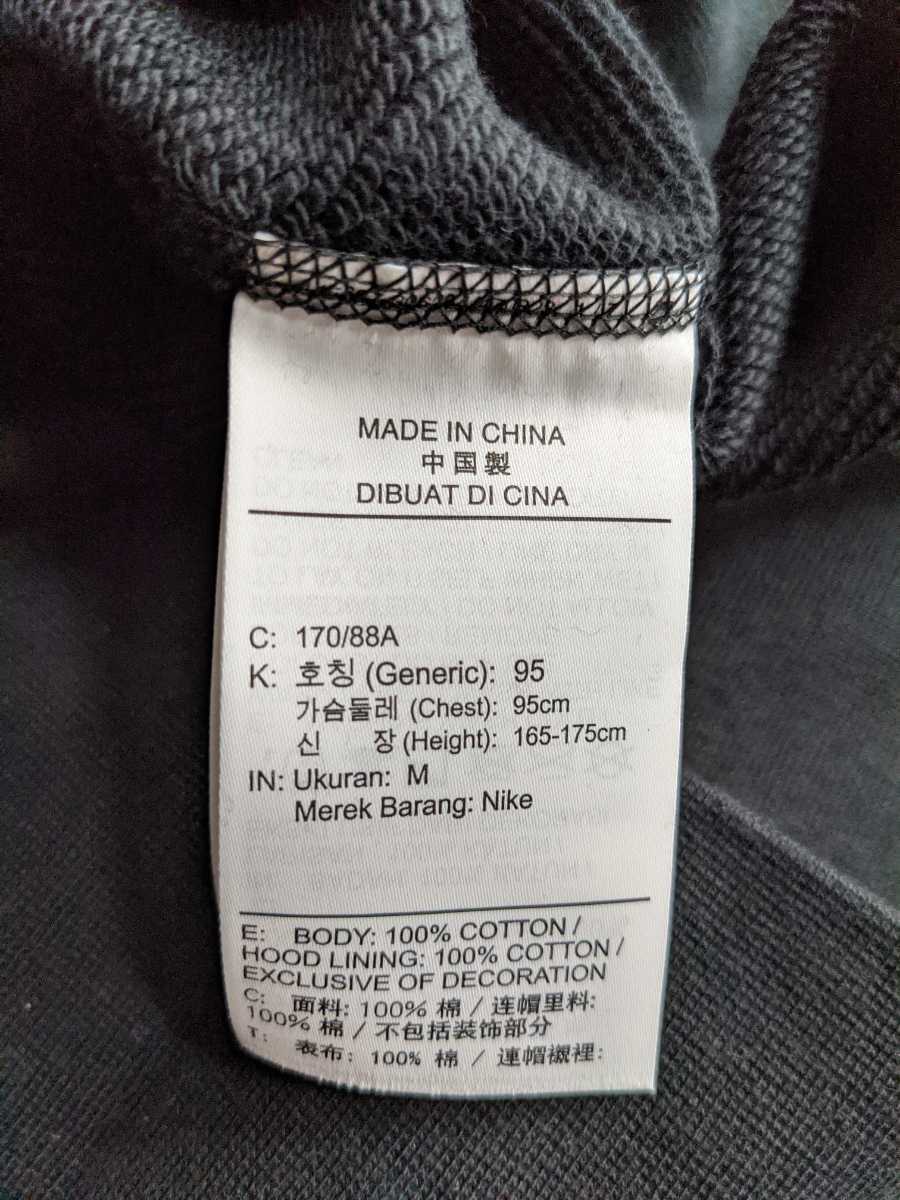 MADE IN CHINA
中国製
DIBUAT DI CINA
C: 170/88A
K: 호칭 (Generic): 95
가슴둘레 (Chest): 95cm
신 장 (Height): 165-175cm
IN: Ukuran: M
Merek Barang: Nike
E: BODY: 100% COTTON /
HOOD LINING: 100% COTTON /
EXCLUSIVE OF DECORATION
C: 面料: 100% 棉 / 连帽里料:
100% 棉 / 不包括装饰部分
T: 表布: 100% 棉 / 連帽襯裡: